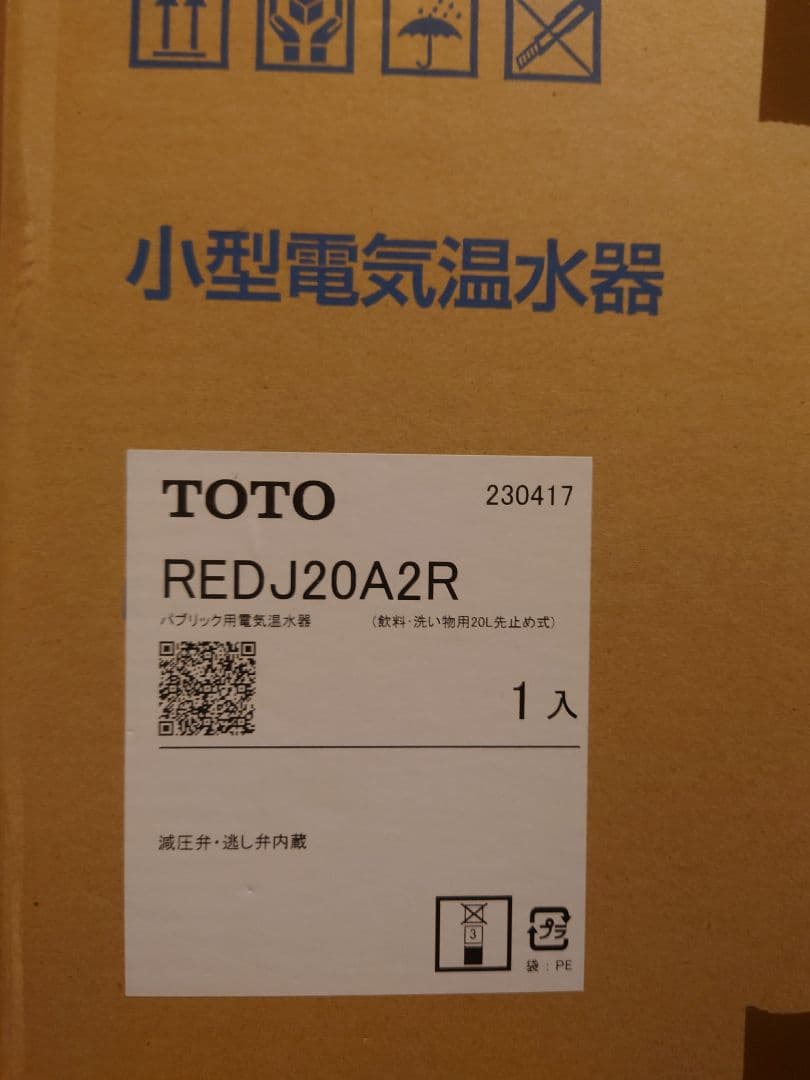 小型電気温水器
TOTO
230417
REDJ20A2R
パブリック用電気温水器 (飲料・洗い物用20L先止め式)
1入
減圧弁・逃し弁内蔵
3
プラ
袋:PE